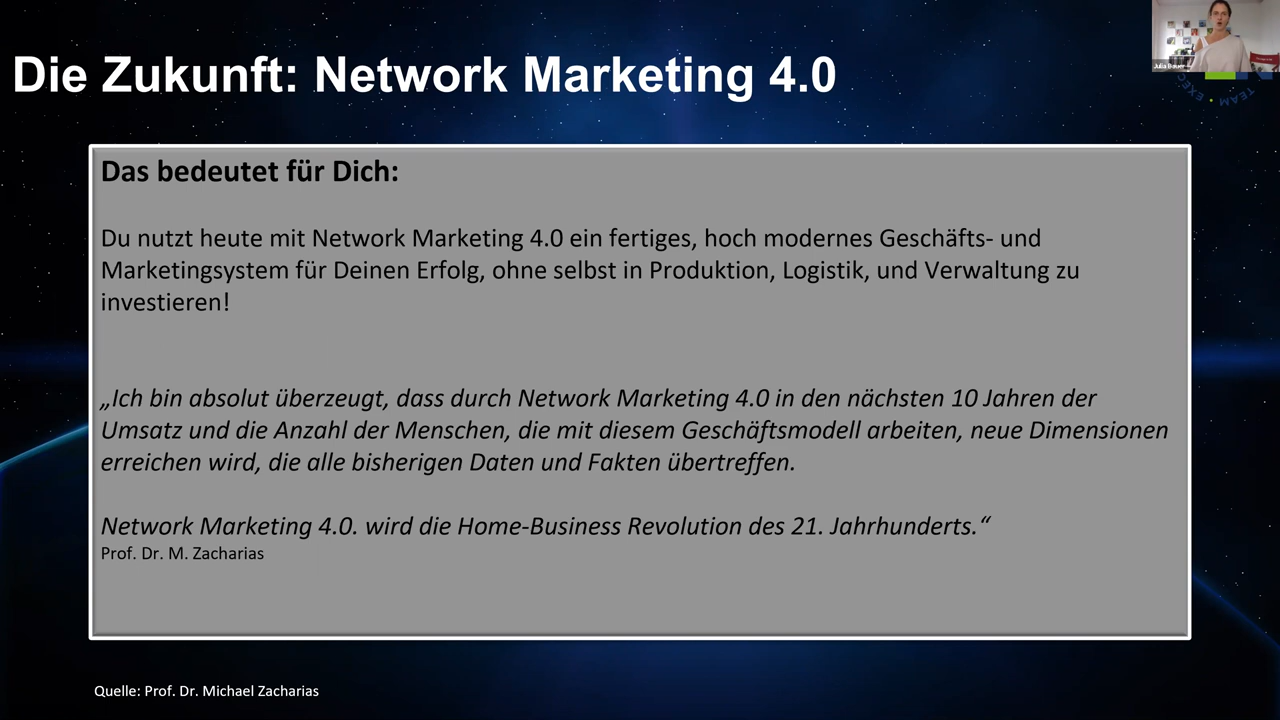 Die Zukunft: Network Marketing 4.0
Das bedeutet für Dich:
Du nutzt heute mit Network Marketing 4.0 ein fertiges, hoch modernes Geschäfts- und
Marketingsystem für Deinen Erfolg, ohne selbst in Produktion, Logistik, und Verwaltung zu
investieren!
„Ich bin absolut überzeugt, dass durch Network Marketing 4.0 in den nächsten 10 Jahren der
Umsatz und die Anzahl der Menschen, die mit diesem Geschäftsmodell arbeiten, neue Dimensionen
erreichen wird, die alle bisherigen Daten und Fakten übertreffen.
Network Marketing 4.0. wird die Home-Business Revolution des 21. Jahrhunderts.“
Prof. Dr. M. Zacharias
Quelle: Prof. Dr. Michael Zacharias
Julia
TEAM